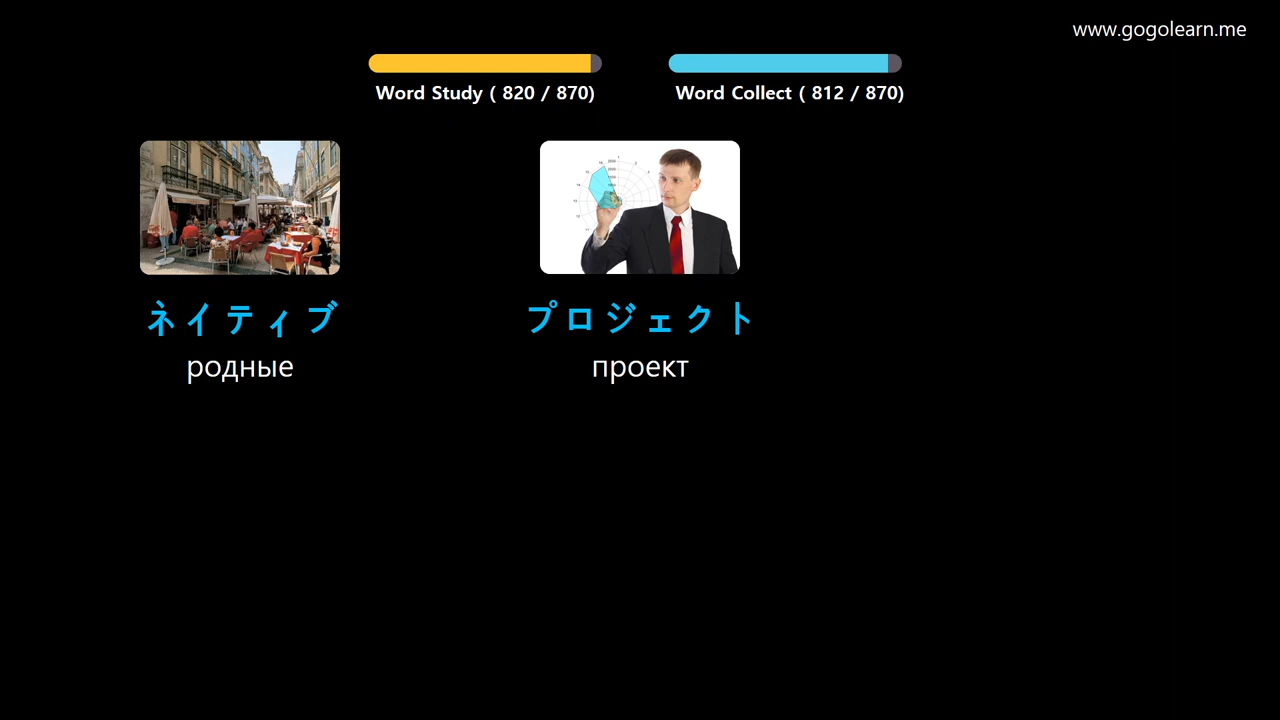 www.gogolearn.me
Word Study ( 820 / 870)
Word Collect ( 812 / 870)
ネイティブ
родные
プロジェクト
проект